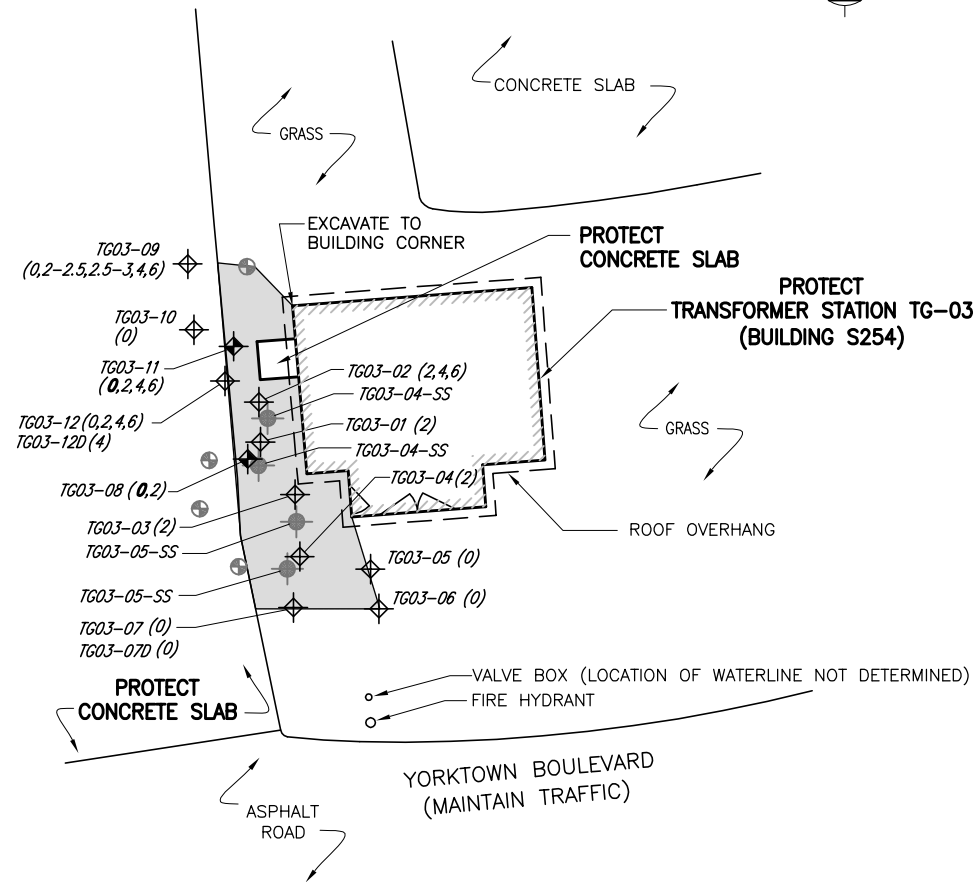 CONCRETE SLAB
GRASS
EXCAVATE TO
BUILDING CORNER
PROTECT
CONCRETE SLAB
PROTECT
TRANSFORMER STATION TG-03
(BUILDING S254)
TG03-09
(0,2-2.5,2.5-3,4,6)
TG03-10
(0)
TG03-11
(0,2,4,6)
TG03-12 (0,2,4,6)
TG03-12D (4)
TG03-02 (2,4,6)
TG03-04-SS
TG03-01 (2)
TG03-04-SS
TG03-04(2)
GRASS
TG03-08 (0,2)
TG03-03 (2)
TG03-05-SS
ROOF OVERHANG
TG03-05 (0)
TG03-05-SS
TG03-06 (0)
TG03-07 (0)
TG03-07D (0)
PROTECT
CONCRETE SLAB
VALVE BOX (LOCATION OF WATERLINE NOT DETERMINED)
FIRE HYDRANT
YORKTOWN BOULEVARD
(MAINTAIN TRAFFIC)
ASPHALT
ROAD